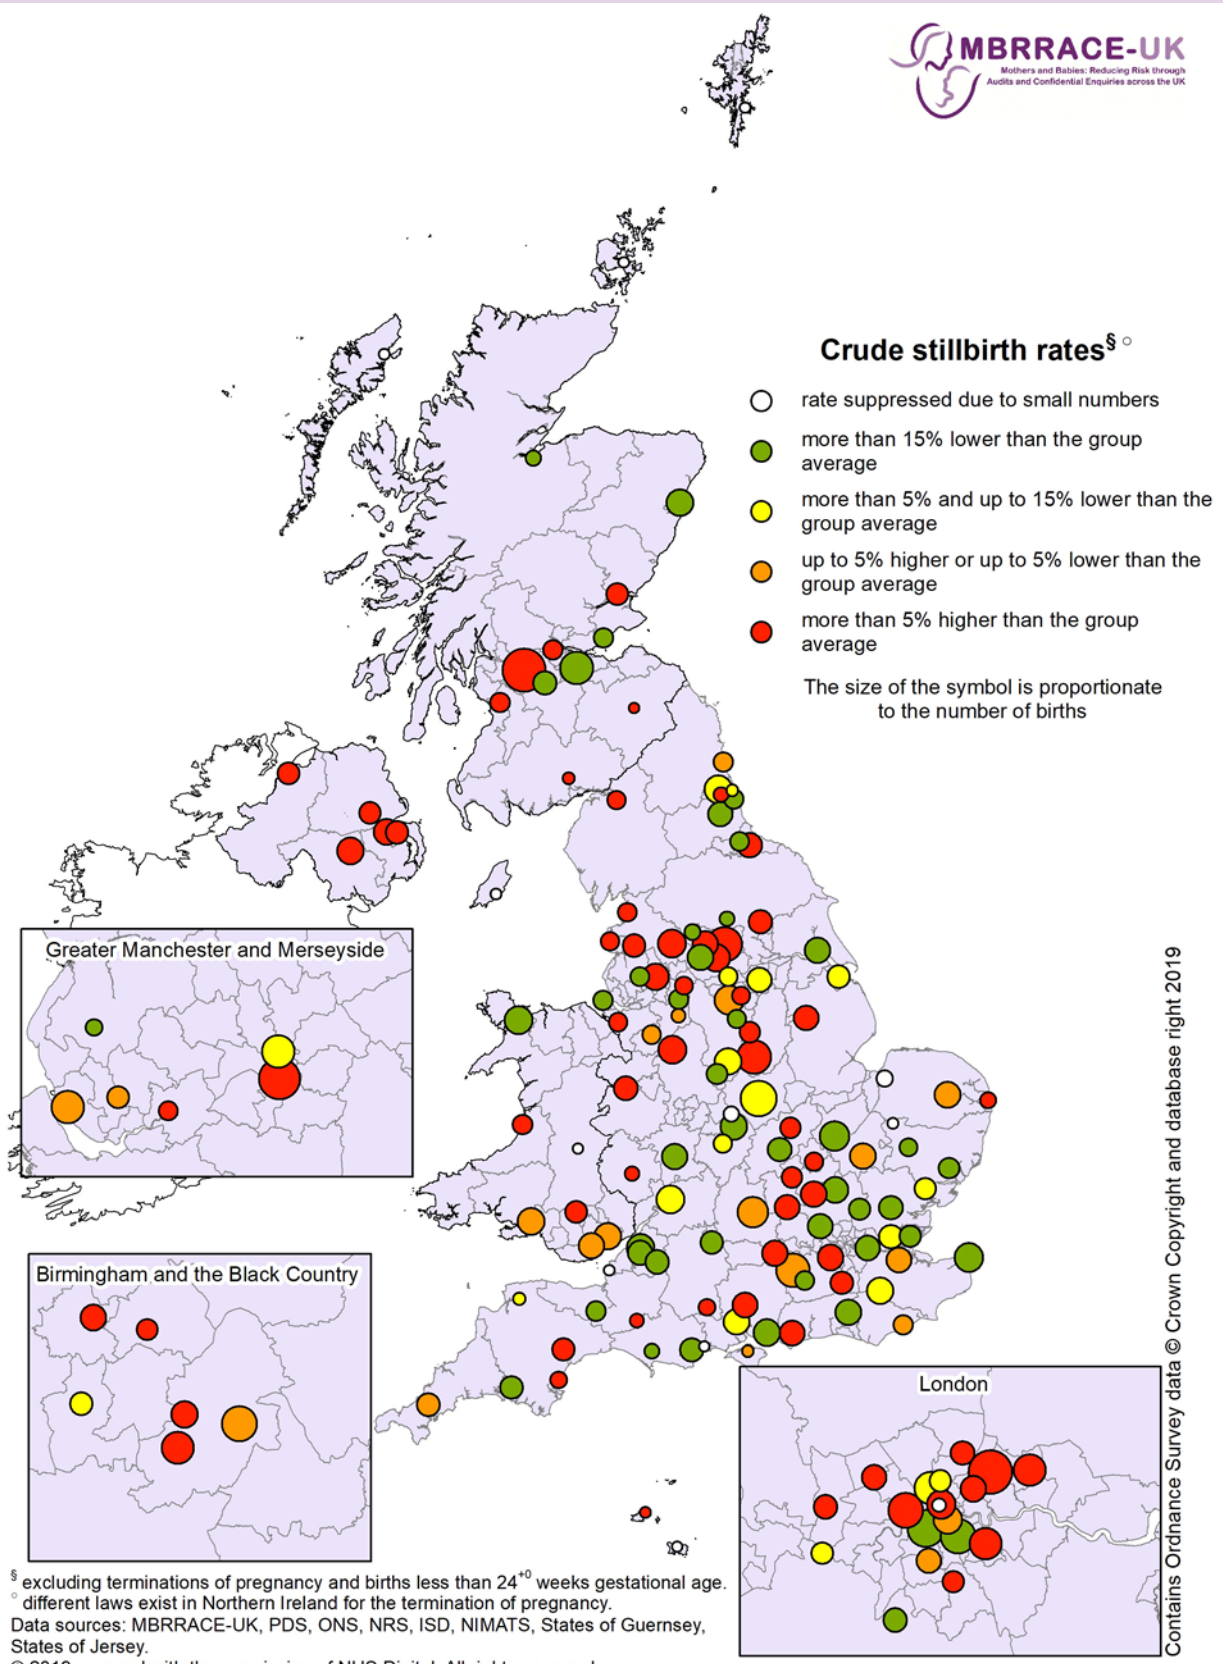 MBRRACE-UK
Mothers and Babies: Reducing Risk through
Audits and Confidential Enquiries across the UK
Crude stillbirth rates§ °
rate suppressed due to small numbers
more than 15% lower than the group
average
more than 5% and up to 15% lower than the
group average
up to 5% higher or up to 5% lower than the
group average
more than 5% higher than the group
average
The size of the symbol is proportionate
to the number of births
Greater Manchester and Merseyside
Birmingham and the Black Country
London
Contains Ordnance Survey data © Crown Copyright and database right 2019
§ excluding terminations of pregnancy and births less than 24+0 weeks gestational age.
° different laws exist in Northern Ireland for the termination of pregnancy.
Data sources: MBRRACE-UK, PDS, ONS, NRS, ISD, NIMATS, States of Guernsey,
States of Jersey.